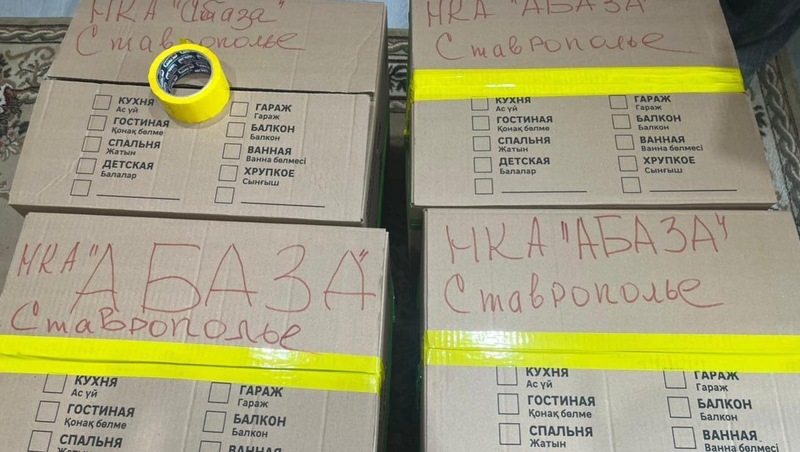 НКА "Абаза"
Ставрополье
КУХНЯ
Ас үй
ГОСТИНАЯ
Қонақ бөлме
СПАЛЬНЯ
Жатын
ДЕТСКАЯ
Балалар
ГАРАЖ
Гараж
БАЛКОН
Балкон
ВАННАЯ
Ванна бөлмесі
ХРУПКОЕ
Сынғыш
НКА "АБАЗА"
Ставрополье
КУХНЯ
Ас үй
ГОСТИНАЯ
Қонақ бөлме
СПАЛЬНЯ
Жатын
ДЕТСКАЯ
Балалар
ГАРАЖ
Гараж
БАЛКОН
Балкон
ВАННАЯ
Ванна бөлмесі
ХРУПКОЕ
Сынғыш
НКА "АБАЗА"
Ставрополье
КУХНЯ
Ас үй
ГОСТИНАЯ
Қонақ бөлме
СПАЛЬНЯ
ГАРАЖ
Гараж
БАЛКОН
Балкон
ВАННАЯ
НКА "АБАЗА"
Ставрополье
КУХНЯ
Ас үй
ГОСТИНАЯ
Қонақ бөлме
СПАЛЬНЯ
Жатын
ГАРАЖ
Гараж
БАЛКОН
Балкон
ВАННАЯ
Ванна бөлмесі